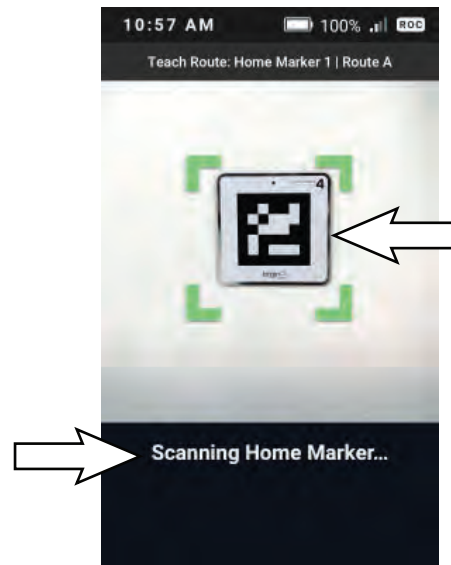 10:57 AM 100% ROC
Teach Route: Home Marker 1 | Route A
4
Scanning Home Marker...